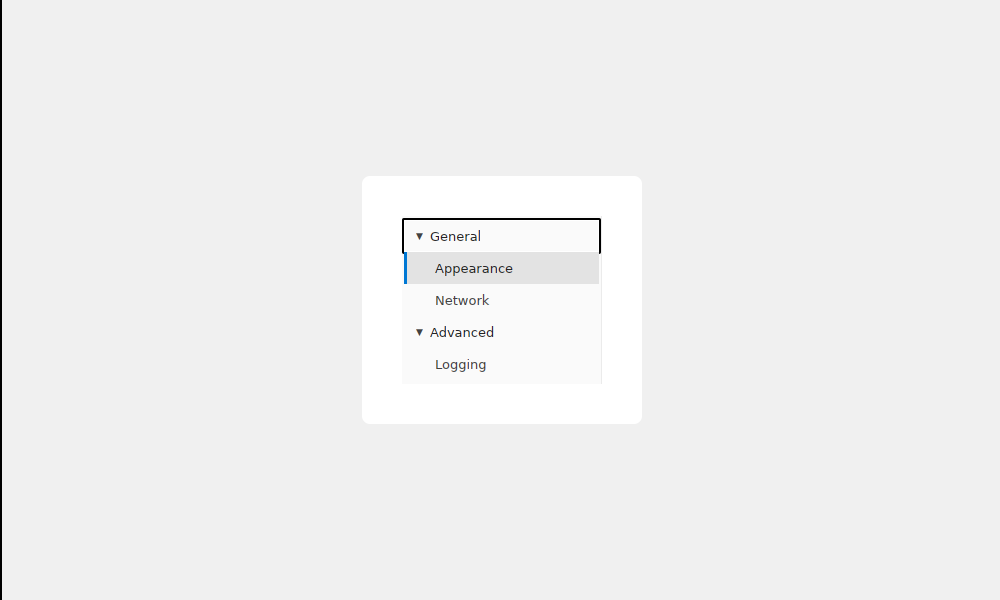 General
Appearance
Network
Advanced
Logging